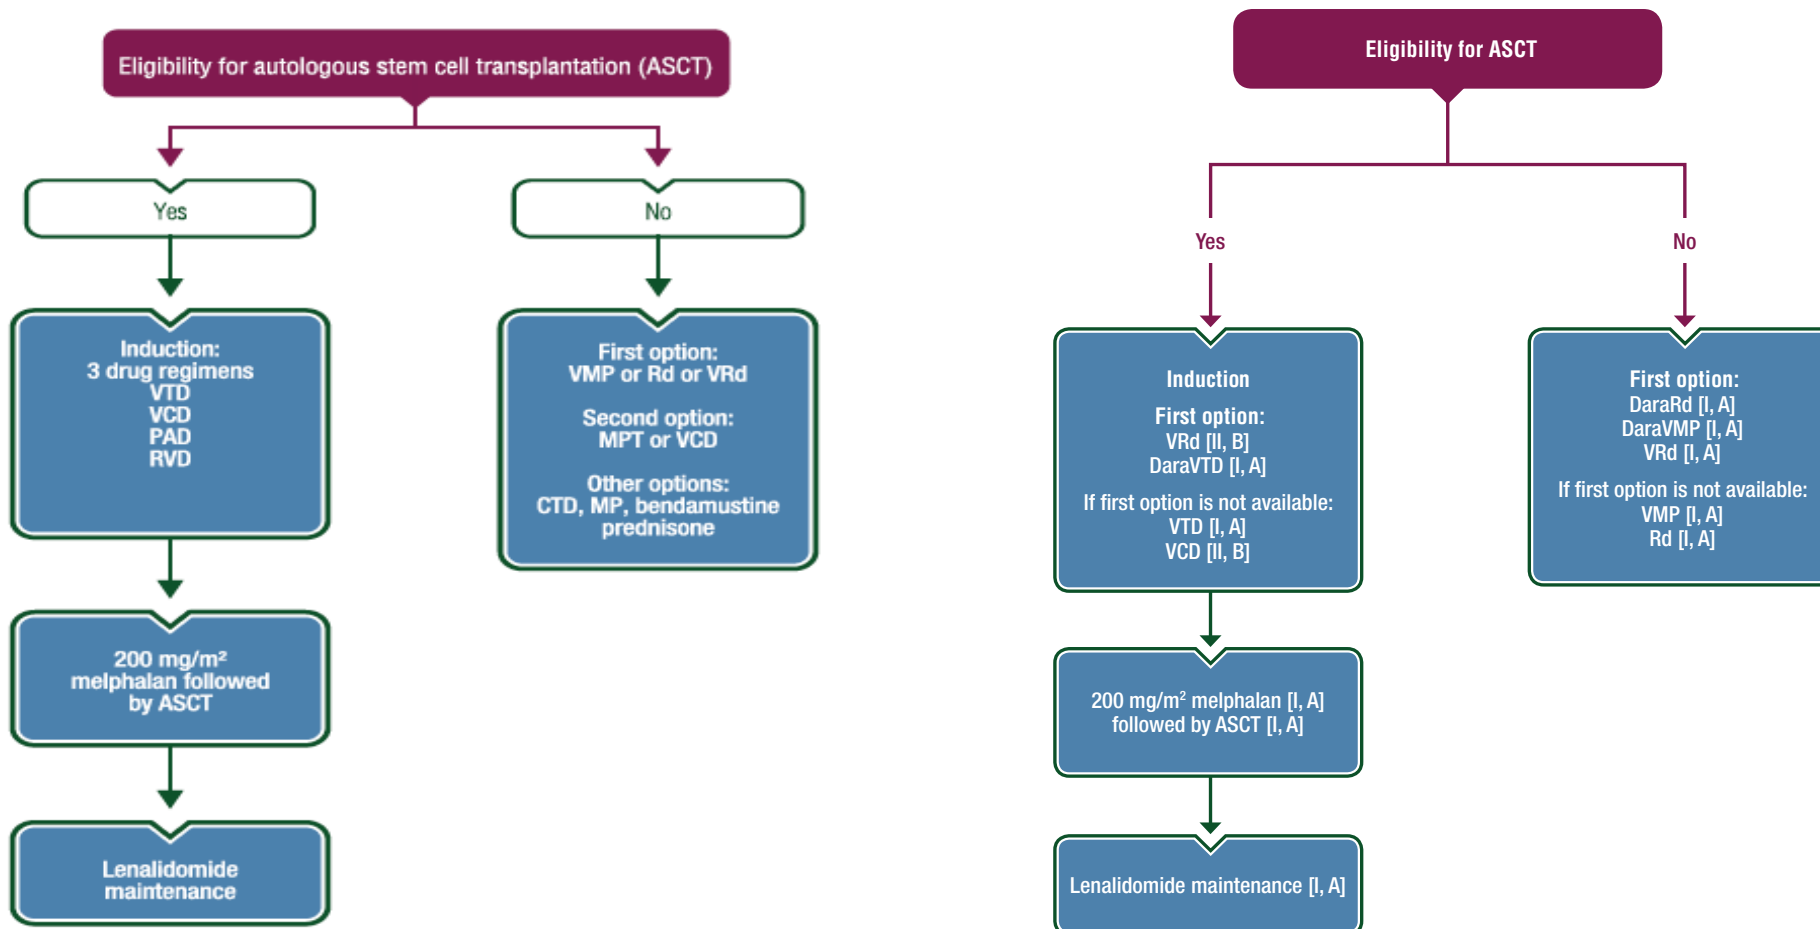 Eligibility for autologous stem cell transplantation (ASCT)
Yes
No
Induction:
3 drug regimens
VTD
VCD
PAD
RVD
First option:
VMP or Rd or VRd
Second option:
MPT or VCD
Other options:
CTD, MP, bendamustine
prednisone
200 mg/m²
melphalan followed
by ASCT
Lenalidomide
maintenance
Eligibility for ASCT
Yes
No
Induction
First option:
VRd [II, B]
DaraVTD [I, A]
If first option is not available:
VTD [I, A]
VCD [II, B]
First option:
DaraRd [I, A]
DaraVMP [I, A]
VRd [I, A]
If first option is not available:
VMP [I, A]
Rd [I, A]
200 mg/m² melphalan [I, A]
followed by ASCT [I, A]
Lenalidomide maintenance [I, A]